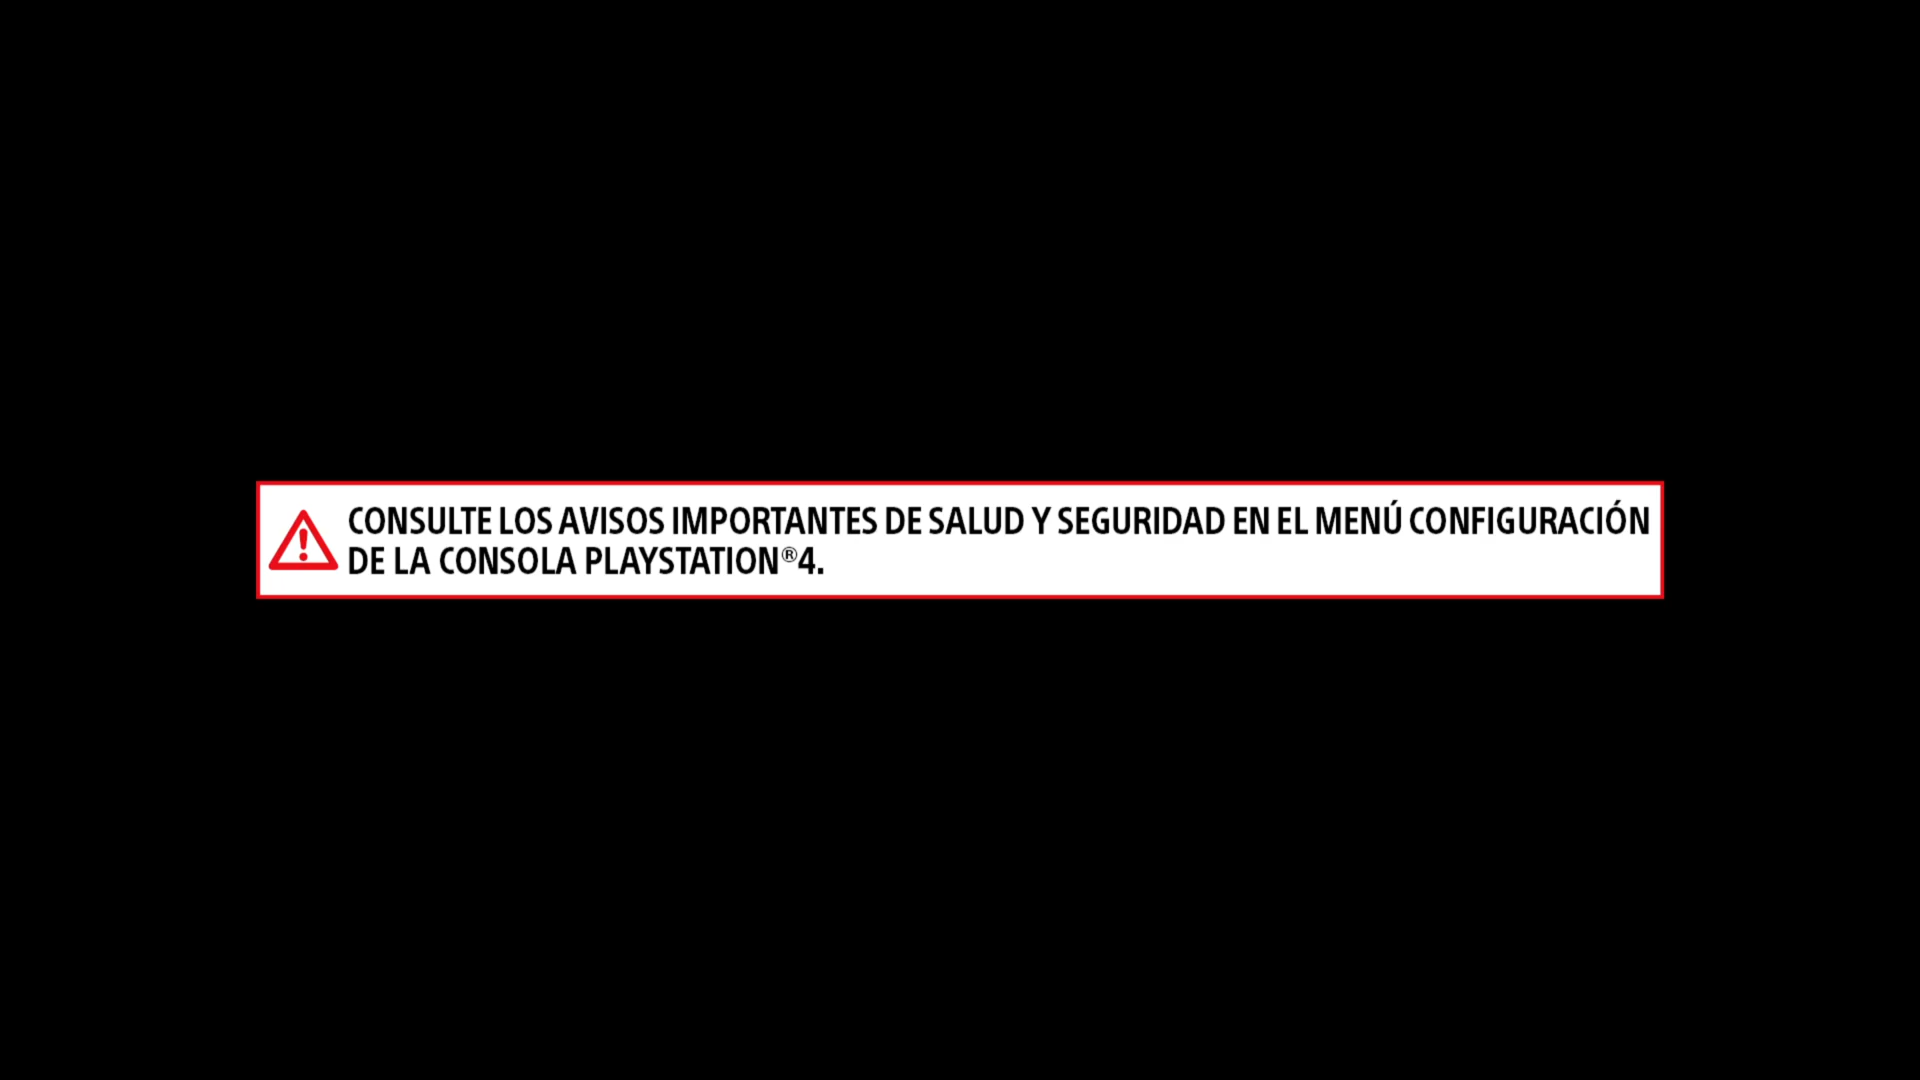 CONSULTE LOS AVISOS IMPORTANTES DE SALUD Y SEGURIDAD EN EL MENÚ CONFIGURACIÓN
DE LA CONSOLA PLAYSTATION®4.